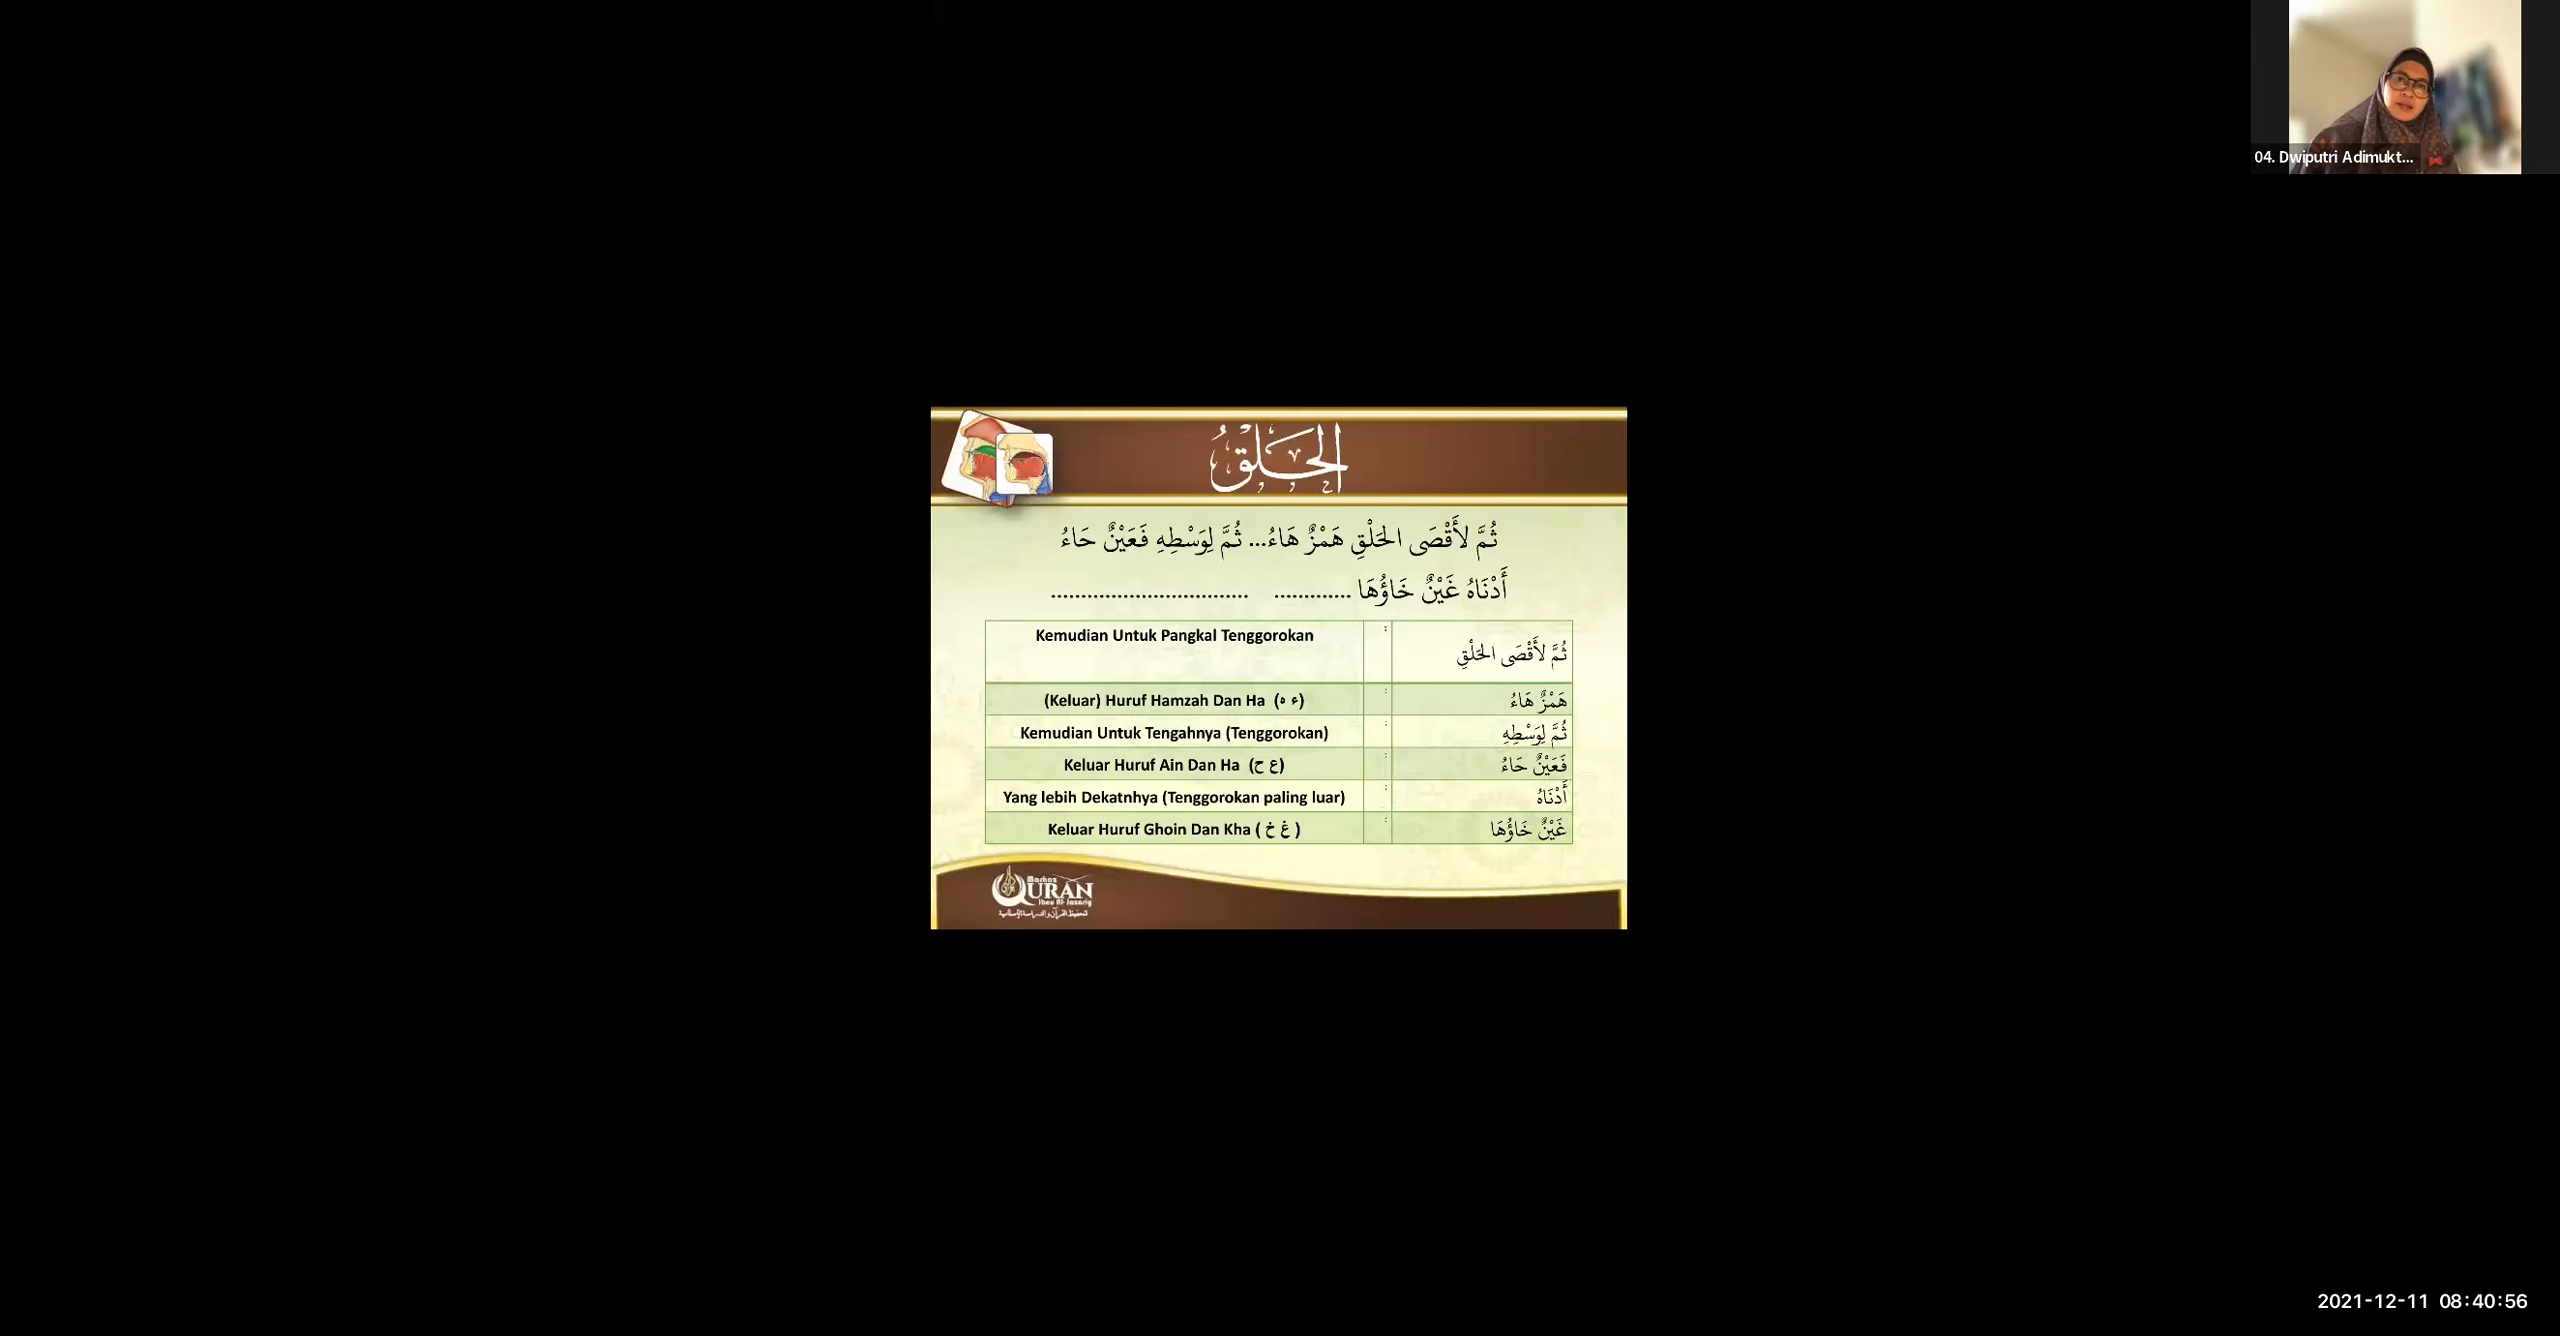 04. Dwiputri Adimukt...
الحَلْقُ
ثُمَّ لأَقْصَى الحَلْقِ هَمْزٌ هَاءُ... ثُمَّ لِوَسْطِهِ فَعَيْنٌ حَاءُ
أَدْنَاهُ غَيْنٌ خَاؤُهَا ............. .................................
Kemudian Untuk Pangkal Tenggorokan : ثُمَّ لأَقْصَى الحَلْقِ
(Keluar) Huruf Hamzah Dan Ha (ء ه) : هَمْزٌ هَاءُ
Kemudian Untuk Tengahnya (Tenggorokan) : ثُمَّ لِوَسْطِهِ
Keluar Huruf Ain Dan Ha (ع ح) : فَعَيْنٌ حَاءُ
Yang lebih Dekatnhya (Tenggorokan paling luar) : أَدْنَاهُ
Keluar Huruf Ghoin Dan Kha ( غ خ ) : غَيْنٌ خَاؤُهَا
Markaz
QURAN
Ibnu Al-Jazariy
2021-12-11 08:40:56